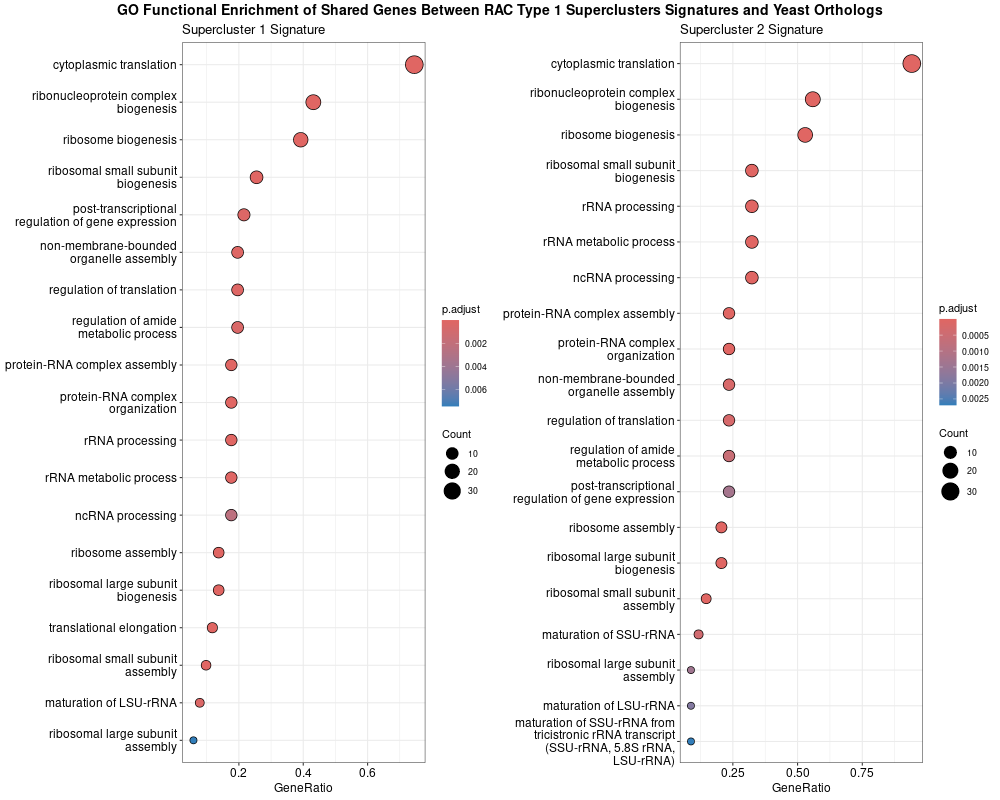 GO Functional Enrichment of Shared Genes Between RAC Type 1 Superclusters Signatures and Yeast Orthologs
Supercluster 1 Signature
cytoplasmic translation
ribonucleoprotein complex
biogenesis
ribosome biogenesis
ribosomal small subunit
biogenesis
post-transcriptional
regulation of gene expression
non-membrane-bounded
organelle assembly
regulation of translation
regulation of amide
metabolic process
protein-RNA complex assembly
protein-RNA complex
organization
rRNA processing
rRNA metabolic process
ncRNA processing
ribosome assembly
ribosomal large subunit
biogenesis
translational elongation
ribosomal small subunit
assembly
maturation of LSU-rRNA
ribosomal large subunit
assembly
0.2 0.4 0.6
GeneRatio
p.adjust
0.002
0.004
0.006
Count
10
20
30
Supercluster 2 Signature
cytoplasmic translation
ribonucleoprotein complex
biogenesis
ribosome biogenesis
ribosomal small subunit
biogenesis
rRNA processing
rRNA metabolic process
ncRNA processing
protein-RNA complex assembly
protein-RNA complex
organization
non-membrane-bounded
organelle assembly
regulation of translation
regulation of amide
metabolic process
post-transcriptional
regulation of gene expression
ribosome assembly
ribosomal large subunit
biogenesis
ribosomal small subunit
assembly
maturation of SSU-rRNA
ribosomal large subunit
assembly
maturation of LSU-rRNA
maturation of SSU-rRNA from
tricistronic rRNA transcript
(SSU-rRNA, 5.8S rRNA,
LSU-rRNA)
0.25 0.50 0.75
GeneRatio
p.adjust
0.0005
0.0010
0.0015
0.0020
0.0025
Count
10
20
30